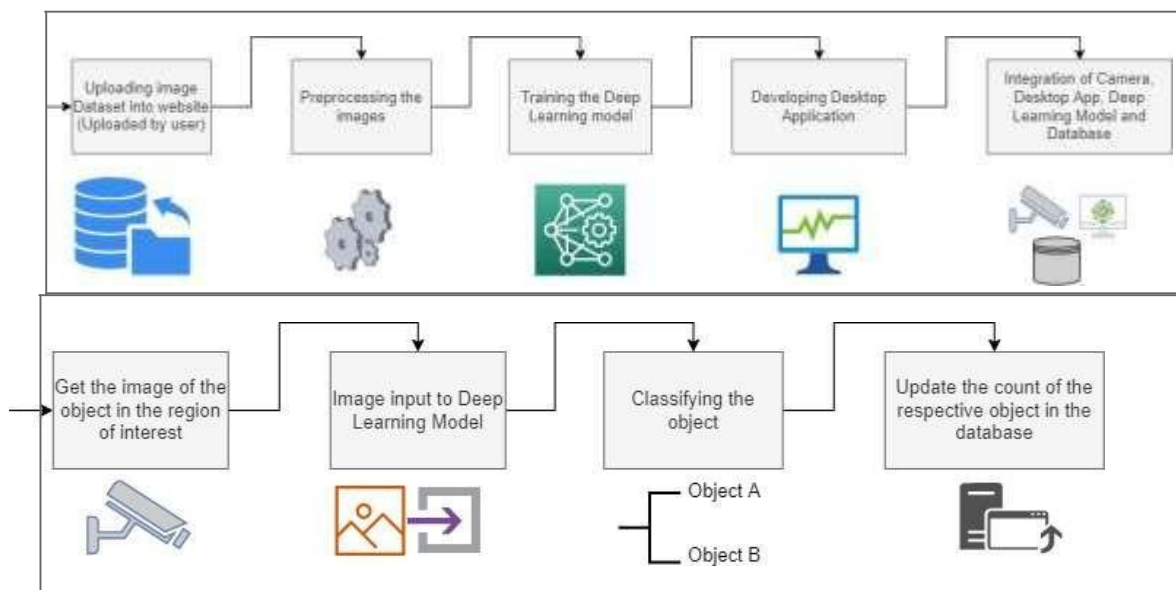 Uploading image
Dataset into website
(Uploaded by user)
Preprocessing the
images
Training the Deep
Learning model
Developing Desktop
Application
Integration of Camera,
Desktop App, Deep
Learning Model and
Database
Get the image of the
object in the region
of interest
Image input to Deep
Learning Model
Classifying the
object
Update the count of the
respective object in the
database
Object A
Object B